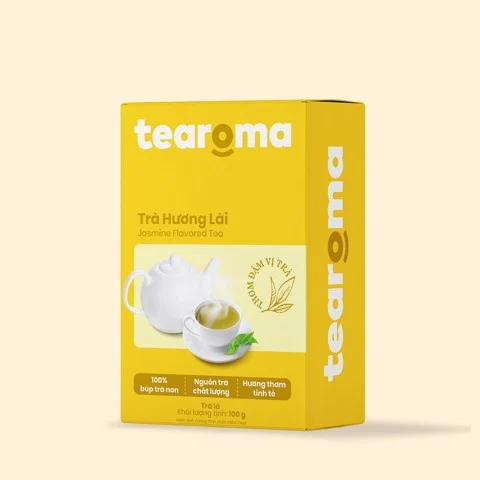 tearoma
Trà Hương Lài
Jasmine Flavored Tea
THƠM ĐẬM VỊ TRÀ
100%
búp trà non
Nguồn trà
chất lượng
Hương thơm
tinh tế
Trà lá
Khối lượng tịnh: 100 g
tearoma